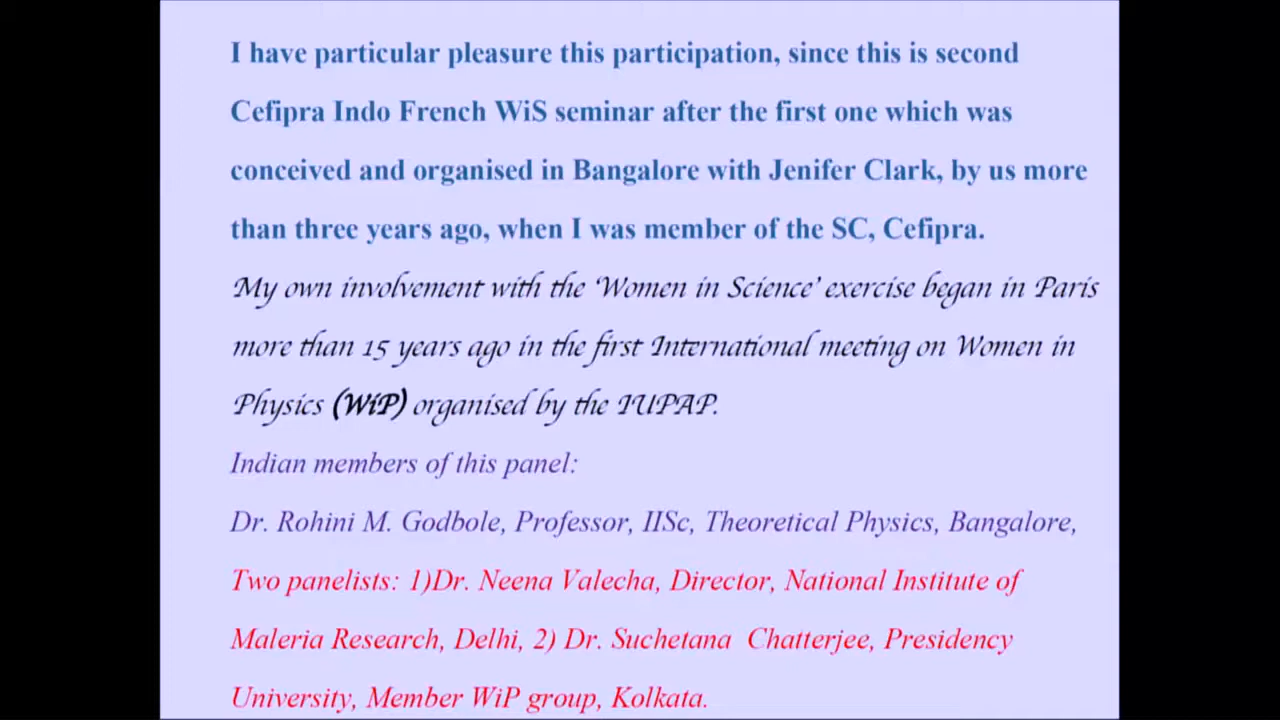 I have particular pleasure this participation, since this is second
Cefipra Indo French WiS seminar after the first one which was
conceived and organised in Bangalore with Jenifer Clark, by us more
than three years ago, when I was member of the SC, Cefipra.
My own involvement with the ‘Women in Science’ exercise began in Paris
more than 15 years ago in the first International meeting on Women in
Physics (WiP) organised by the IUPAP.
Indian members of this panel:
Dr. Rohini M. Godbole, Professor, IISc, Theoretical Physics, Bangalore,
Two panelists: 1)Dr. Neena Valecha, Director, National Institute of
Maleria Research, Delhi, 2) Dr. Suchetana Chatterjee, Presidency
University, Member WiP group, Kolkata.